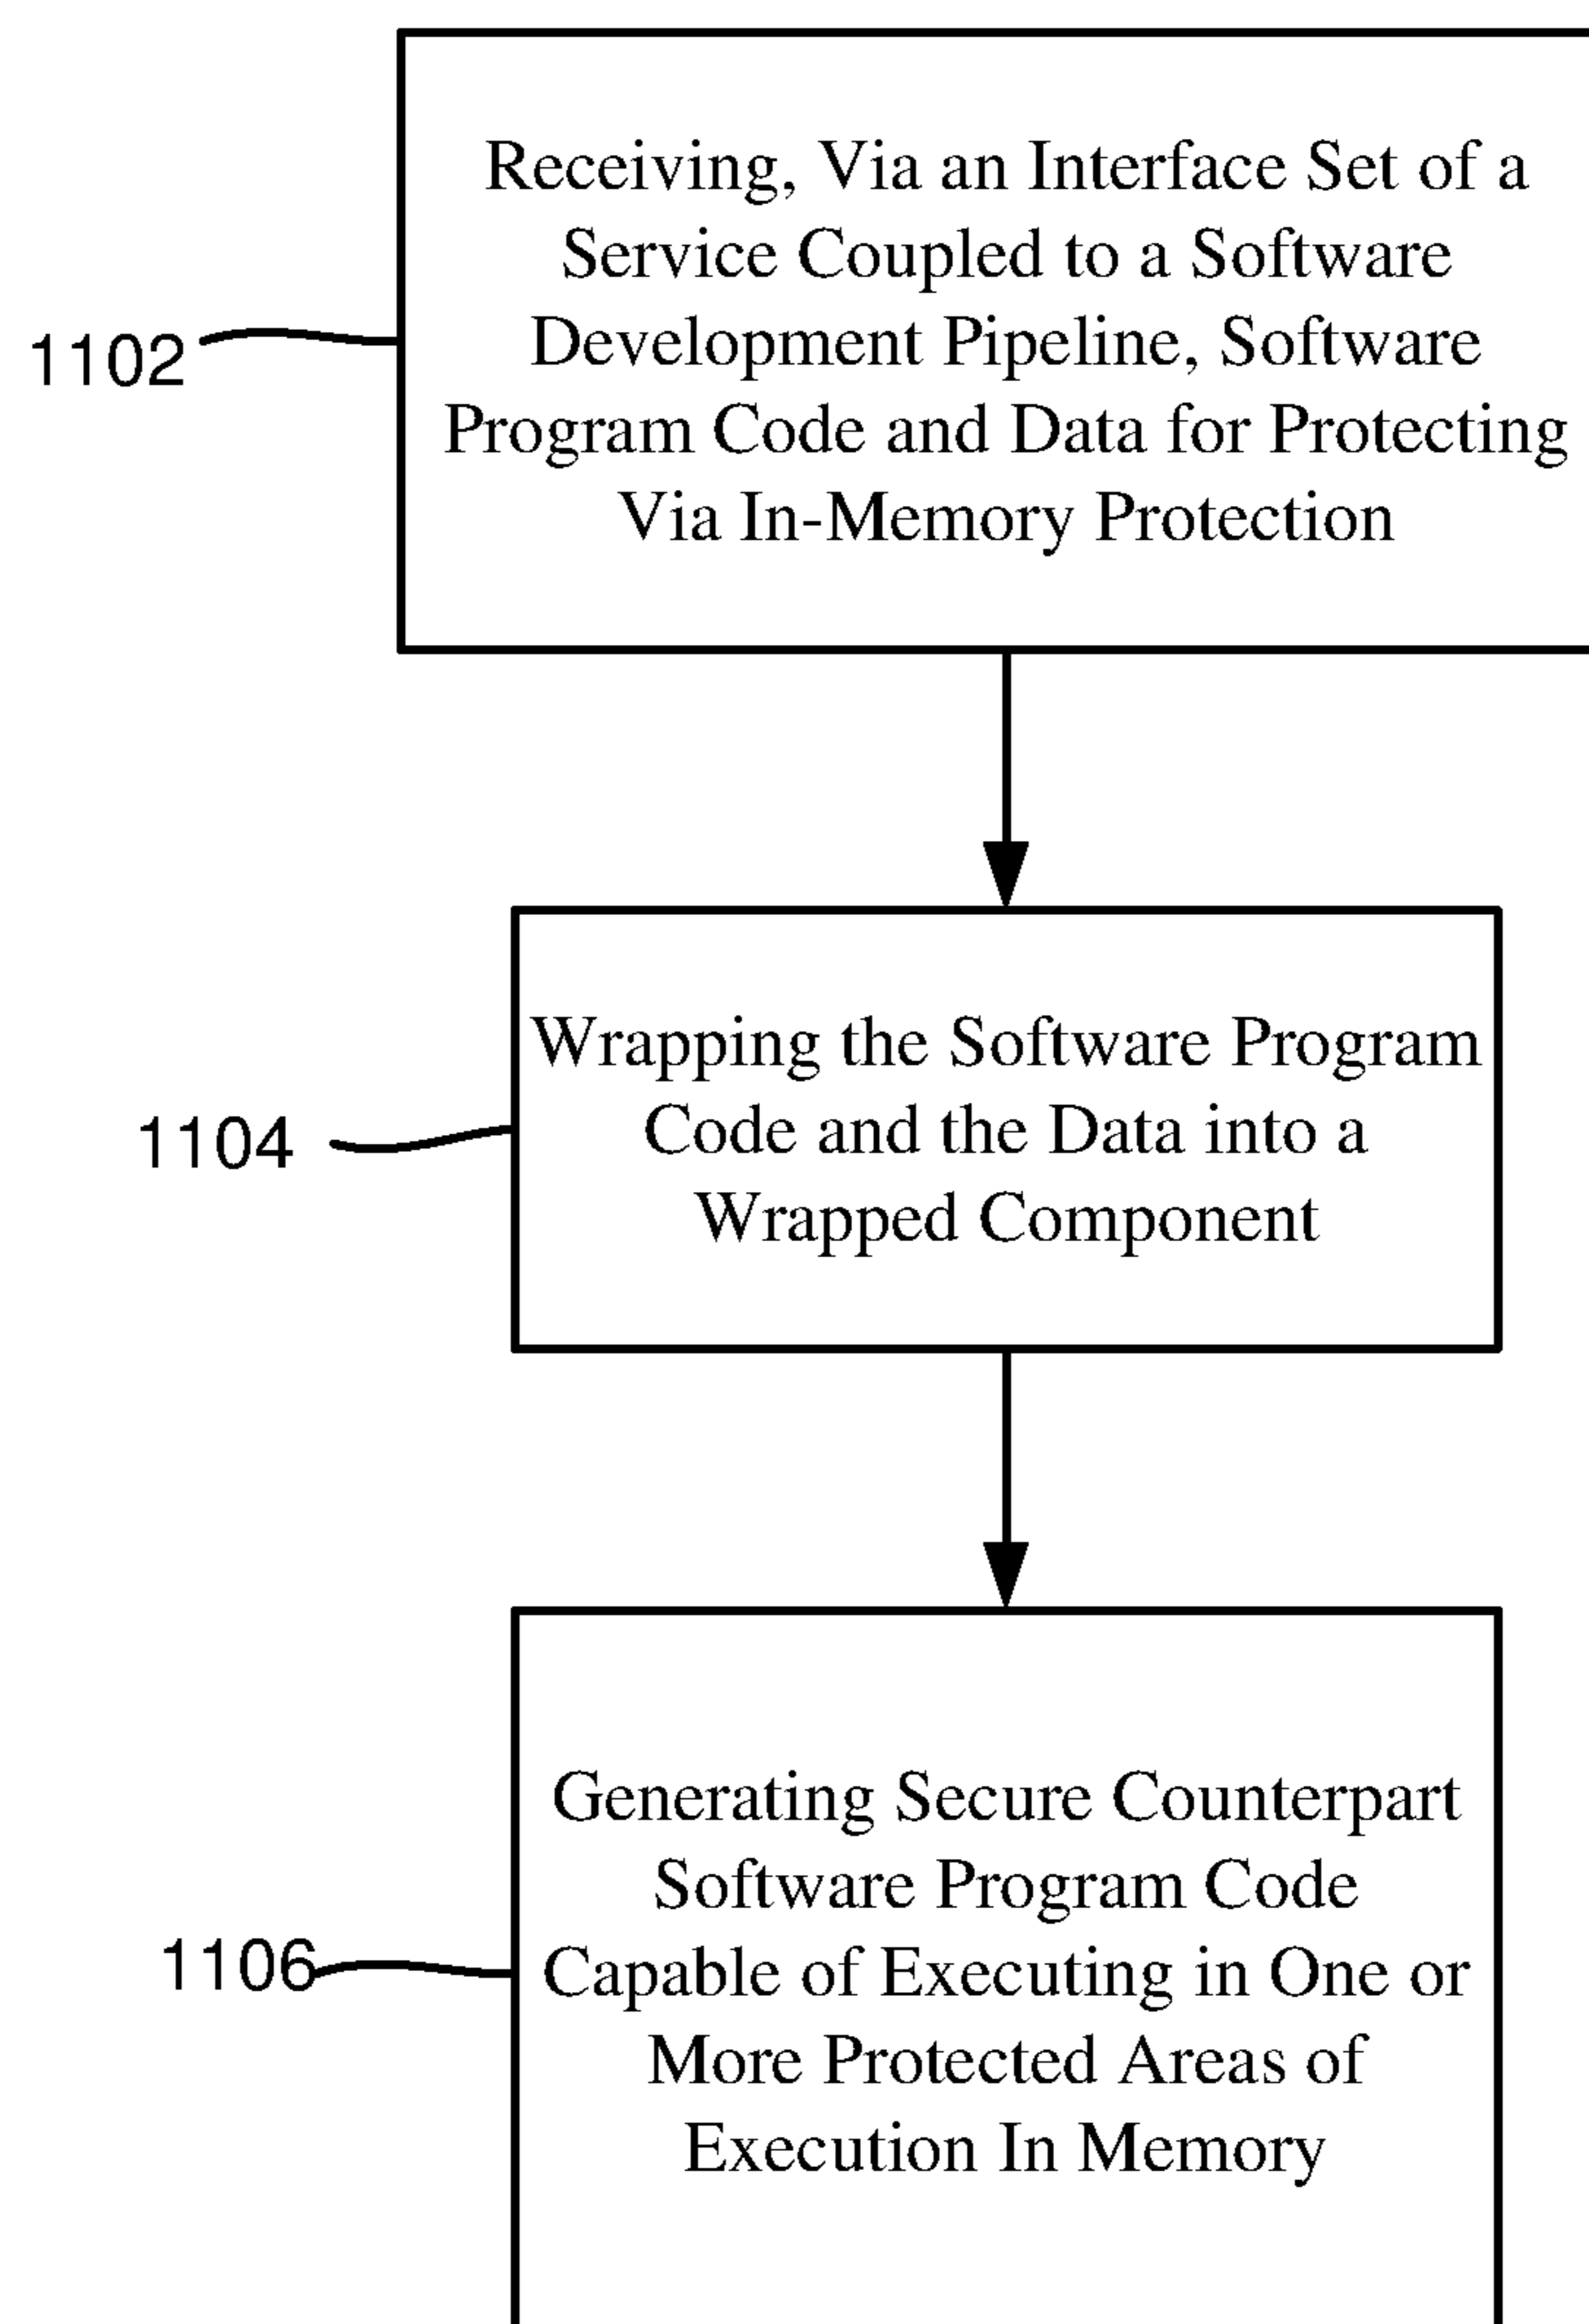 Receiving, Via an Interface Set of a
Service Coupled to a Software
Development Pipeline, Software
Program Code and Data for Protecting
Via In-Memory Protection
1102
Wrapping the Software Program
Code and the Data into a
Wrapped Component
1104
Generating Secure Counterpart
Software Program Code
Capable of Executing in One or
More Protected Areas of
Execution In Memory
1106